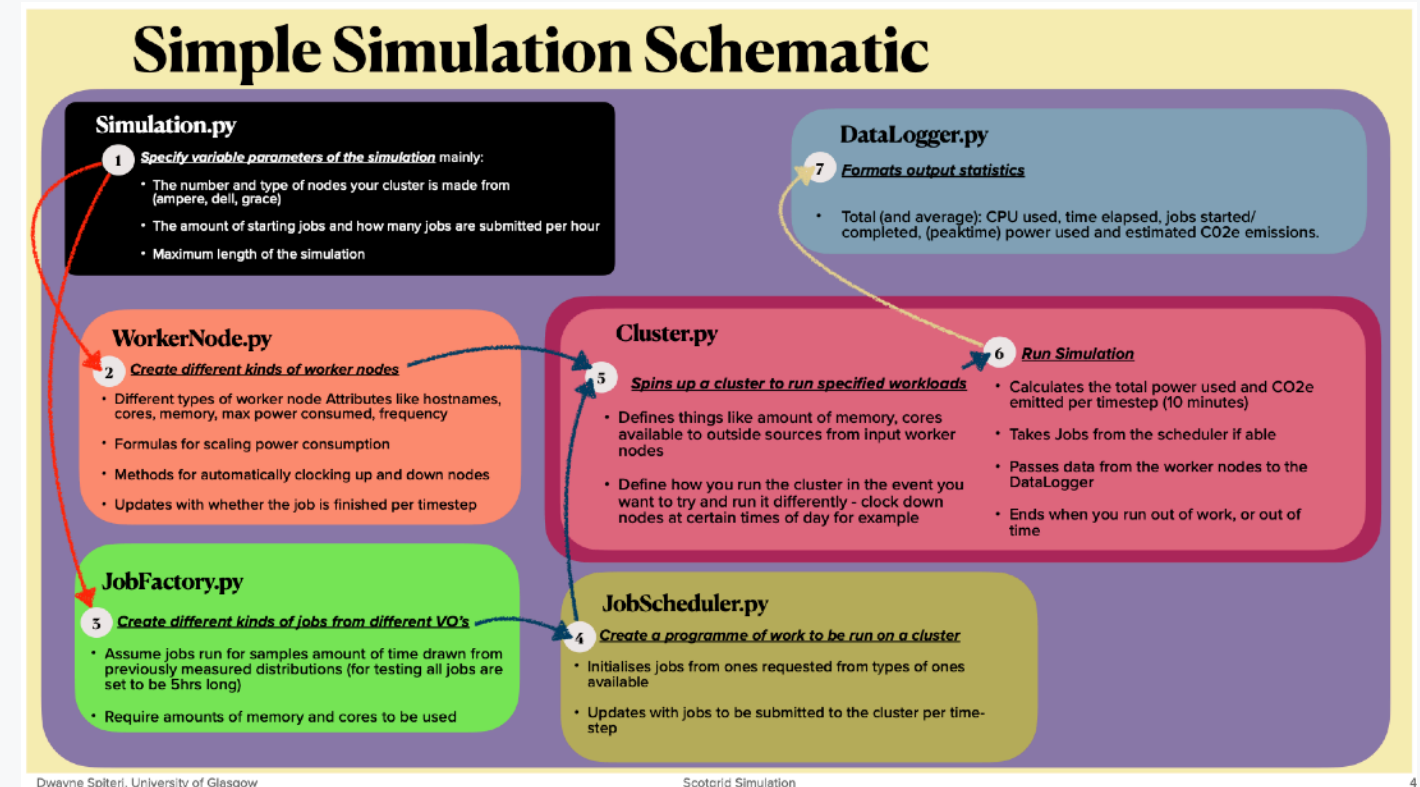 Simple Simulation Schematic
Simulation.py
1
Specify variable parameters of the simulation mainly:
• The number and type of nodes your cluster is made from
(ampere, dell, grace)
• The amount of starting jobs and how many jobs are submitted per hour
• Maximum length of the simulation
DataLogger.py
7
Formats output statistics
• Total (and average): CPU used, time elapsed, jobs started/
completed, (peaktime) power used and estimated C02e emissions.
WorkerNode.py
2
Create different kinds of worker nodes
• Different types of worker node Attributes like hostnames,
cores, memory, max power consumed, frequency
• Formulas for scaling power consumption
• Methods for automatically clocking up and down nodes
• Updates with whether the job is finished per timestep
Cluster.py
5
Spins up a cluster to run specified workloads
• Defines things like amount of memory, cores
available to outside sources from input worker
nodes
• Define how you run the cluster in the event you
want to try and run it differently - clock down
nodes at certain times of day for example
6
Run Simulation
• Calculates the total power used and CO2e
emitted per timestep (10 minutes)
• Takes Jobs from the scheduler if able
• Passes data from the worker nodes to the
DataLogger
• Ends when you run out of work, or out of
time
JobFactory.py
3
Create different kinds of jobs from different VO's
• Assume jobs run for samples amount of time drawn from
previously measured distributions (for testing all jobs are
set to be 5hrs long)
• Require amounts of memory and cores to be used
JobScheduler.py
4
Create a programme of work to be run on a cluster
• Initialises jobs from ones requested from types of ones
available
• Updates with jobs to be submitted to the cluster per time-
step
Dwayne Spiteri, University of Glasgow
Scotgrid Simulation
4